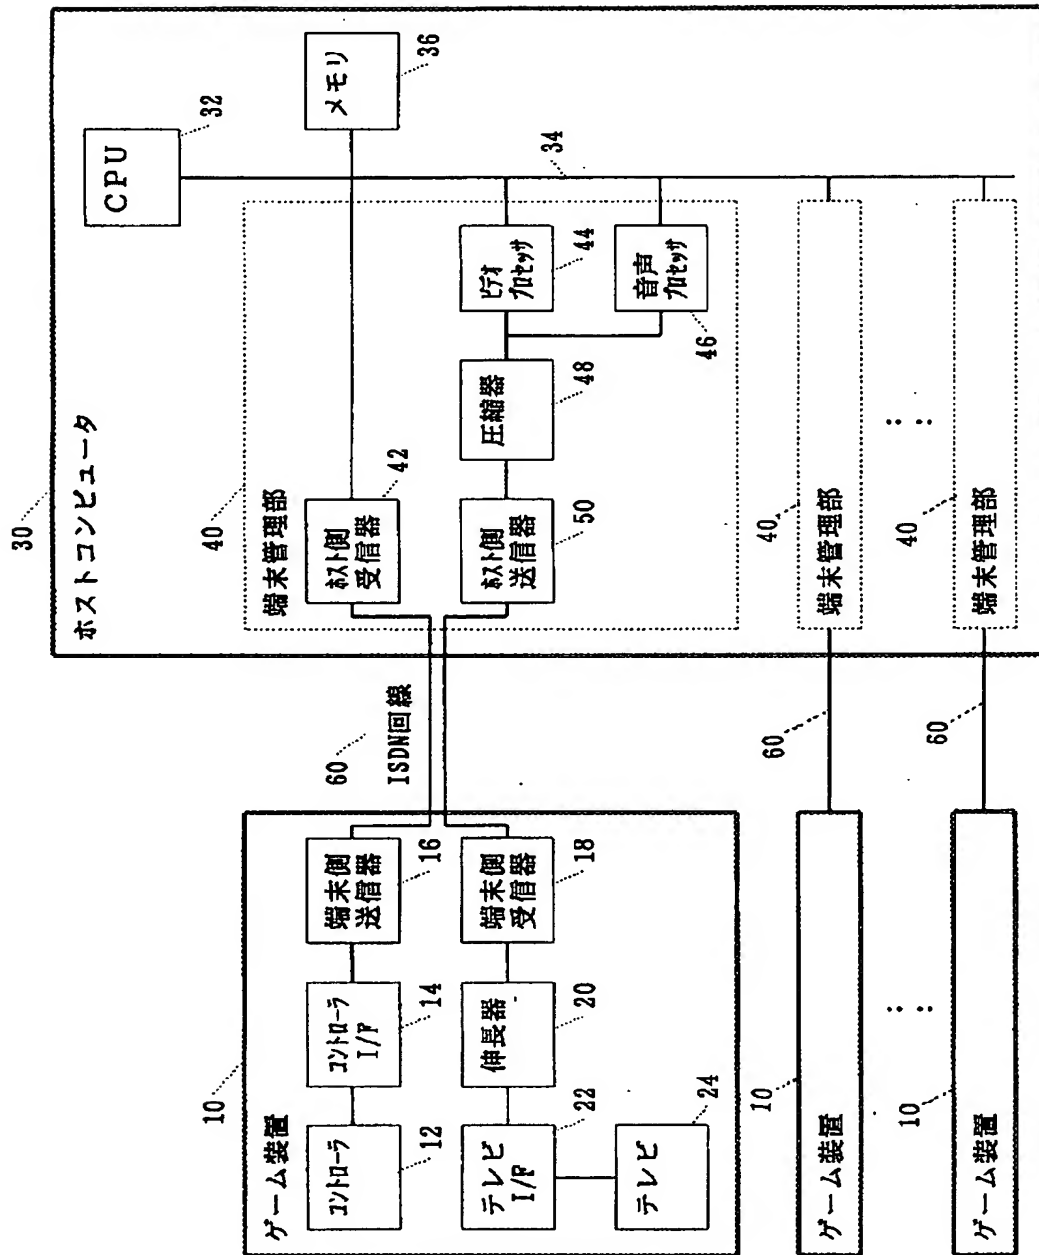 30
ホストコンピュータ
CPU
32
メモリ
36
34
40
端末管理部
ホスト側
受信器
42
ホスト側
送信器
50
圧縮器
48
ビデオ
プロセッサ
44
音声
プロセッサ
46
40
端末管理部
40
端末管理部
60
ISDN回線
60
60
10
ゲーム装置
コントローラ
12
コントローラ
I/F
14
端末側
送信器
16
端末側
受信器
18
伸長器
20
テレビ
I/F
22
テレビ
24
10
ゲーム装置
10
ゲーム装置